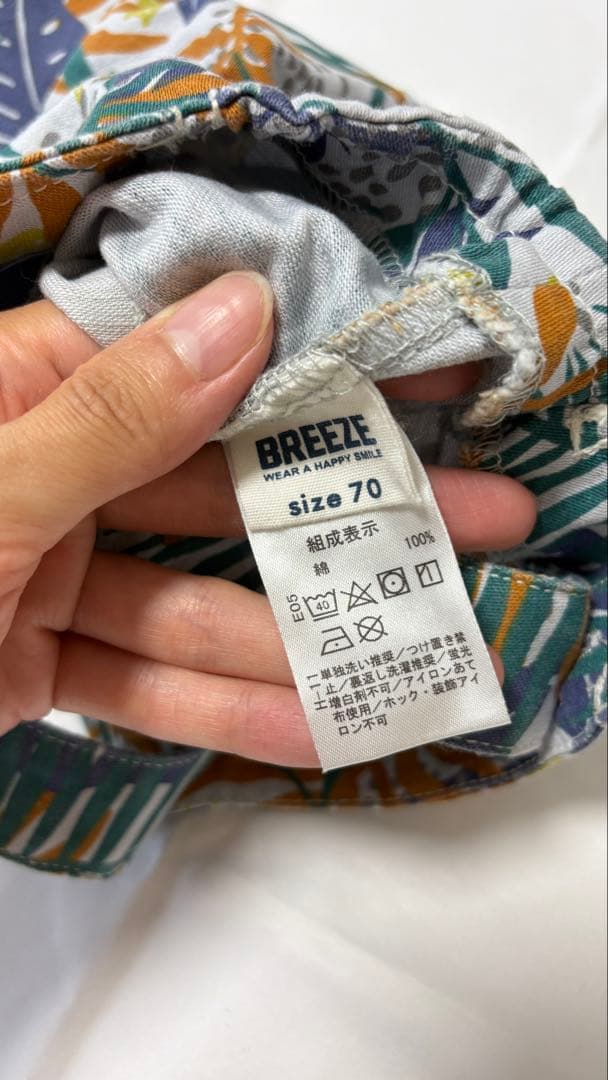 BREEZE
WEAR A HAPPY SMILE
size 70
組成表示
綿 100%
E05
40
単独洗い推奨/つけ置き禁
止/裏返し洗濯推奨/蛍光
増白剤不可/アイロンあて
布使用/ホック・装飾アイ
ロン不可